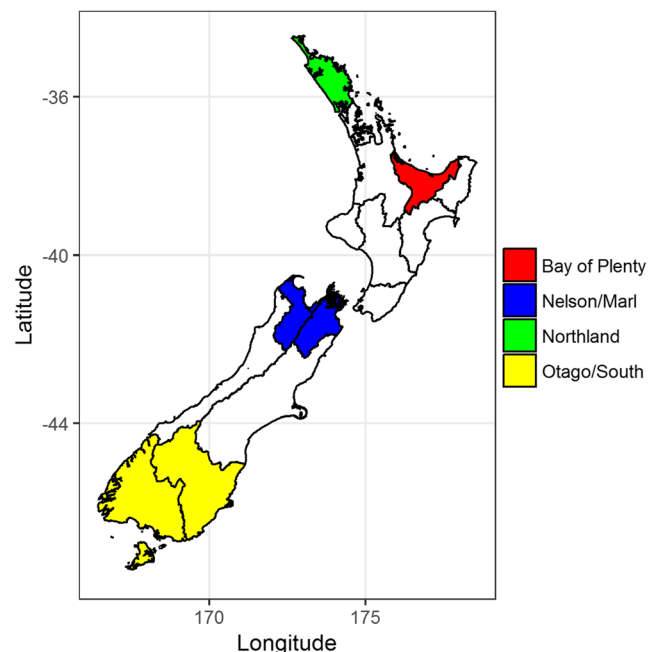 -36
-40
-44
170
175
Longitude
Latitude
Bay of Plenty
Nelson/Marl
Northland
Otago/South